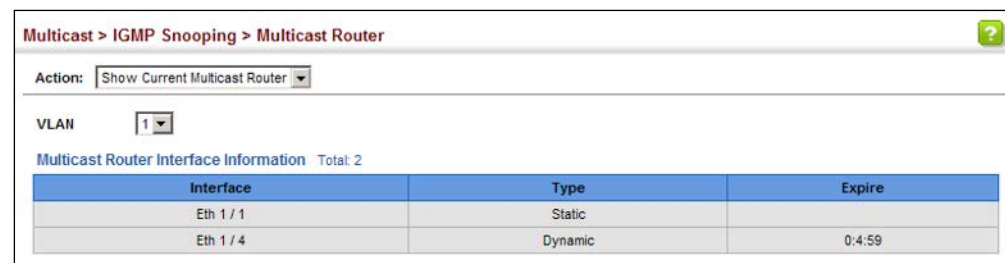 Multicast > IGMP Snooping > Multicast Router ?
Action: Show Current Multicast Router
VLAN 1
Multicast Router Interface Information Total: 2
Interface Type Expire
Eth 1 / 1 Static
Eth 1 / 4 Dynamic 0:4:59